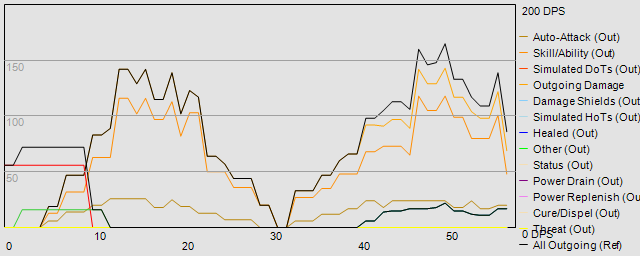 200 DPS
150
100
50
Auto-Attack (Out)
Skill/Ability (Out)
Simulated DoTs (Out)
Outgoing Damage
Damage Shields (Out
Simulated HoTs (Out)
Healed (Out)
Other (Out)
Status (Out)
Power Drain (Out)
Power Replenish (Ou
Cure/Dispel (Out)
Threat (Out)
0 DPS
All Outgoing (Ref)
0 10 20 30 40 50